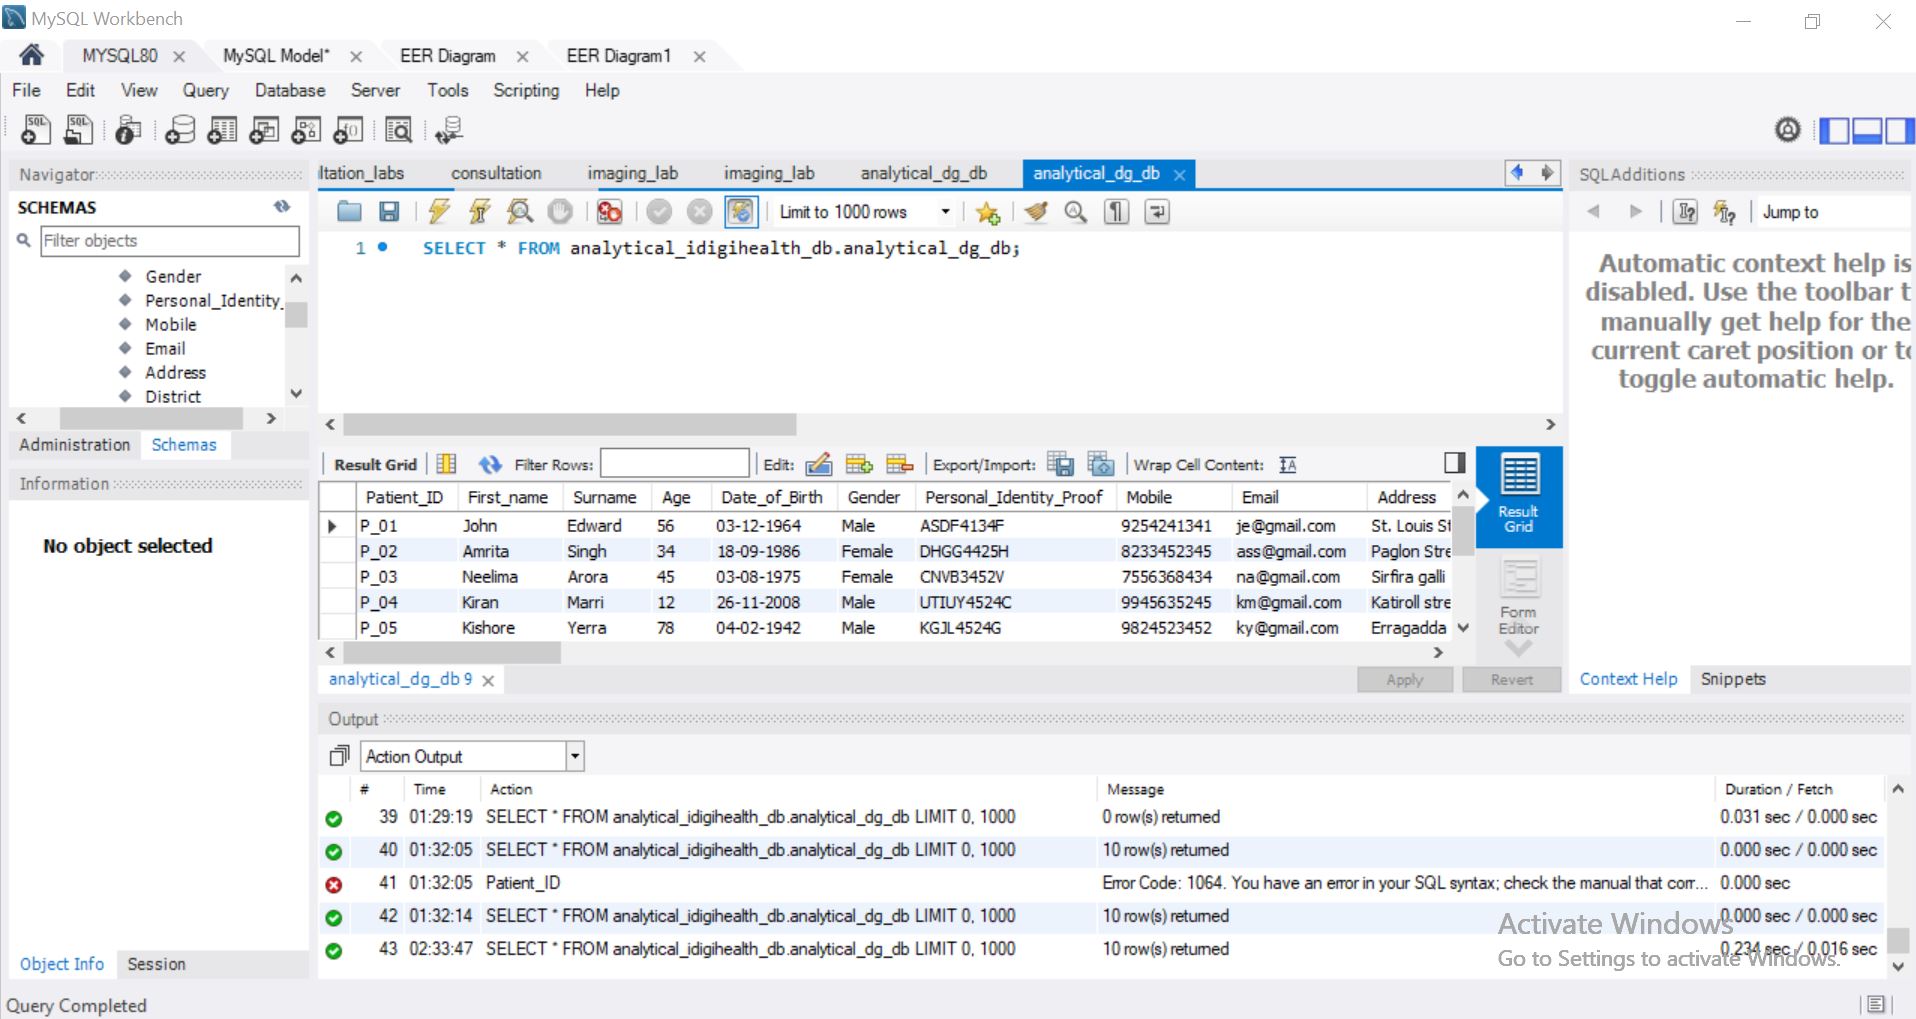 MySQL Workbench
MYSQL80 MySQL Model* EER Diagram EER Diagram1
File Edit View Query Database Server Tools Scripting Help
Navigator
SCHEMAS
Filter objects
Gender
Personal_Identity_
Mobile
Email
Address
District
Administration Schemas
Information
No object selected
Object Info Session
ltation_labs consultation imaging_lab imaging_lab analytical_dg_db analytical_dg_db
Limit to 1000 rows
1 SELECT * FROM analytical_idigihealth_db.analytical_dg_db;
Result Grid Filter Rows: Edit: Export/Import: Wrap Cell Content:
Patient_ID First_name Surname Age Date_of_Birth Gender Personal_Identity_Proof Mobile Email Address
P_01 John Edward 56 03-12-1964 Male ASDF4134F 9254241341 je@gmail.com St. Louis St
P_02 Amrita Singh 34 18-09-1986 Female DHGG4425H 8233452345 ass@gmail.com Paglon Stre
P_03 Neelima Arora 45 03-08-1975 Female CNVB3452V 7556368434 na@gmail.com Sirfira galli
P_04 Kiran Marri 12 26-11-2008 Male UTIUY4524C 9945635245 km@gmail.com Katiroll stre
P_05 Kishore Yerra 78 04-02-1942 Male KGJL4524G 9824523452 ky@gmail.com Erragadda
Result
Grid
Form
Editor
analytical_dg_db 9 Apply Revert
SQLAdditions
Jump to
Automatic context help is
disabled. Use the toolbar t
manually get help for the
current caret position or to
toggle automatic help.
Context Help Snippets
Output
Action Output
# Time Action Message Duration / Fetch
39 01:29:19 SELECT * FROM analytical_idigihealth_db.analytical_dg_db LIMIT 0, 1000 0 row(s) returned 0.031 sec / 0.000 sec
40 01:32:05 SELECT * FROM analytical_idigihealth_db.analytical_dg_db LIMIT 0, 1000 10 row(s) returned 0.000 sec / 0.000 sec
41 01:32:05 Patient_ID Error Code: 1064. You have an error in your SQL syntax; check the manual that corr... 0.000 sec
42 01:32:14 SELECT * FROM analytical_idigihealth_db.analytical_dg_db LIMIT 0, 1000 10 row(s) returned 0.000 sec / 0.000 sec
43 02:33:47 SELECT * FROM analytical_idigihealth_db.analytical_dg_db LIMIT 0, 1000 10 row(s) returned 0.234 sec / 0.016 sec
Activate Windows
Go to Settings to activate Windows.
Query Completed